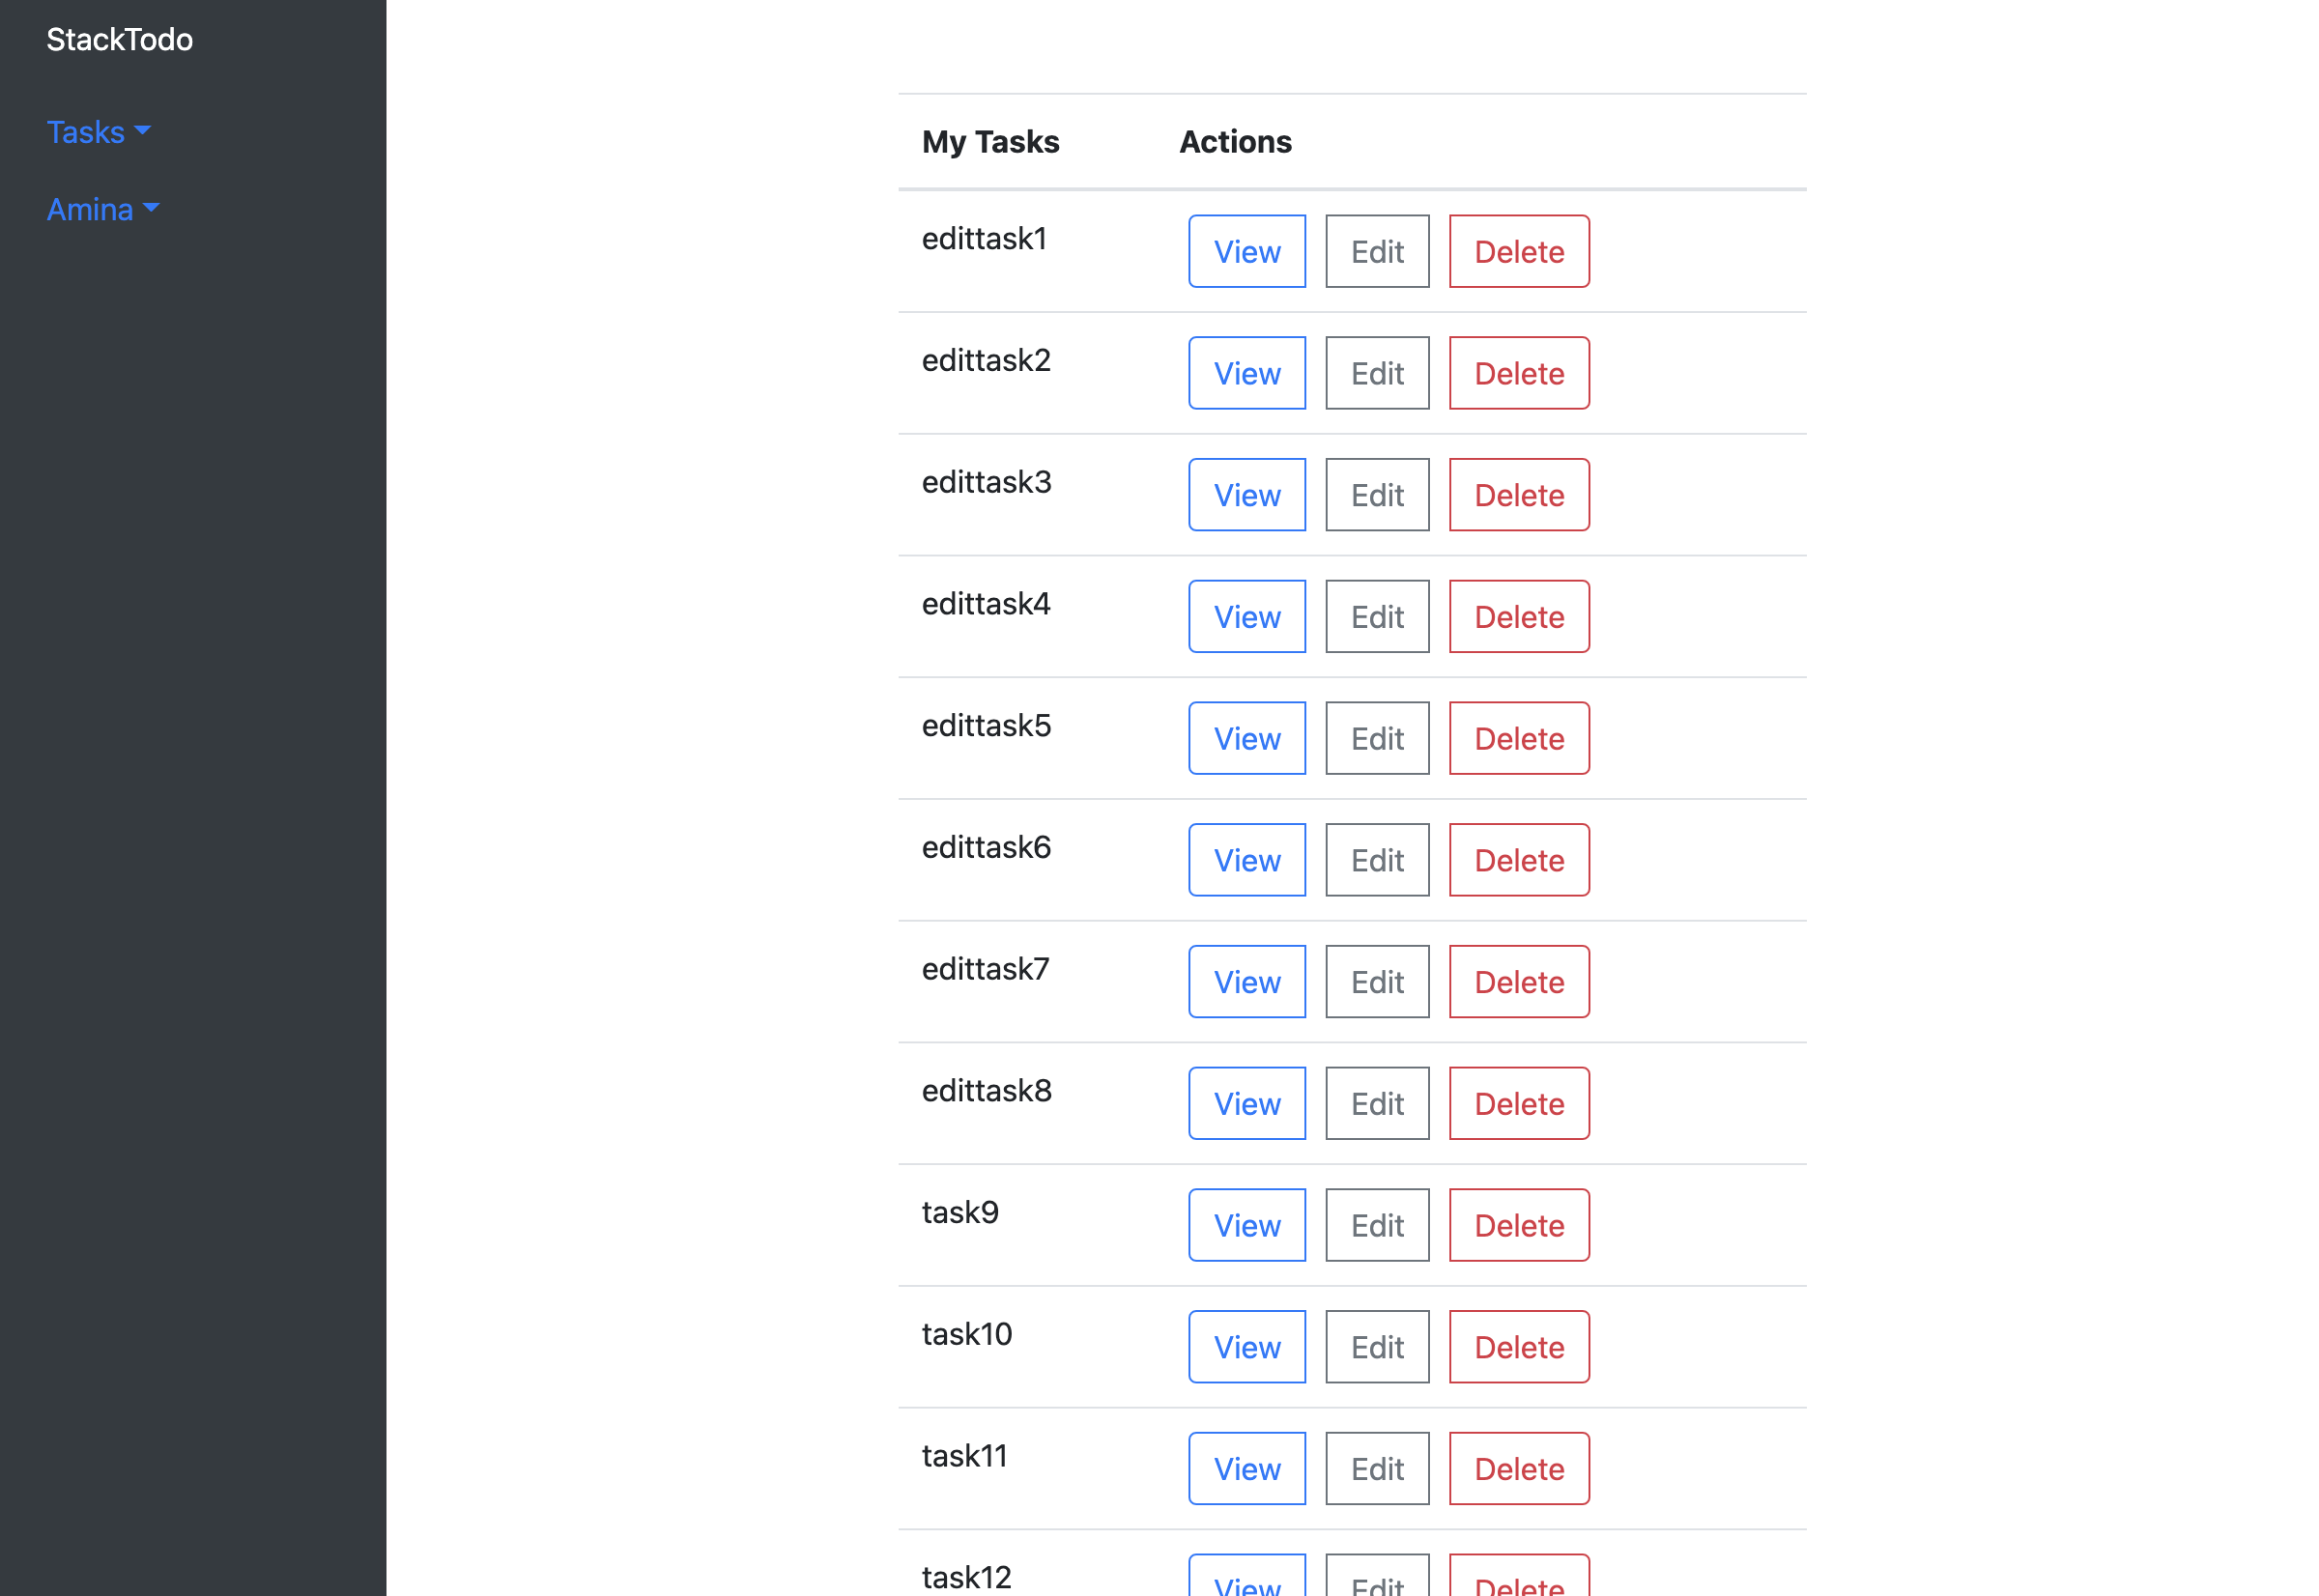 StackTodo
Tasks
Amina
My Tasks Actions
edittask1 View Edit Delete
edittask2 View Edit Delete
edittask3 View Edit Delete
edittask4 View Edit Delete
edittask5 View Edit Delete
edittask6 View Edit Delete
edittask7 View Edit Delete
edittask8 View Edit Delete
task9 View Edit Delete
task10 View Edit Delete
task11 View Edit Delete
task12 View Edit Delete